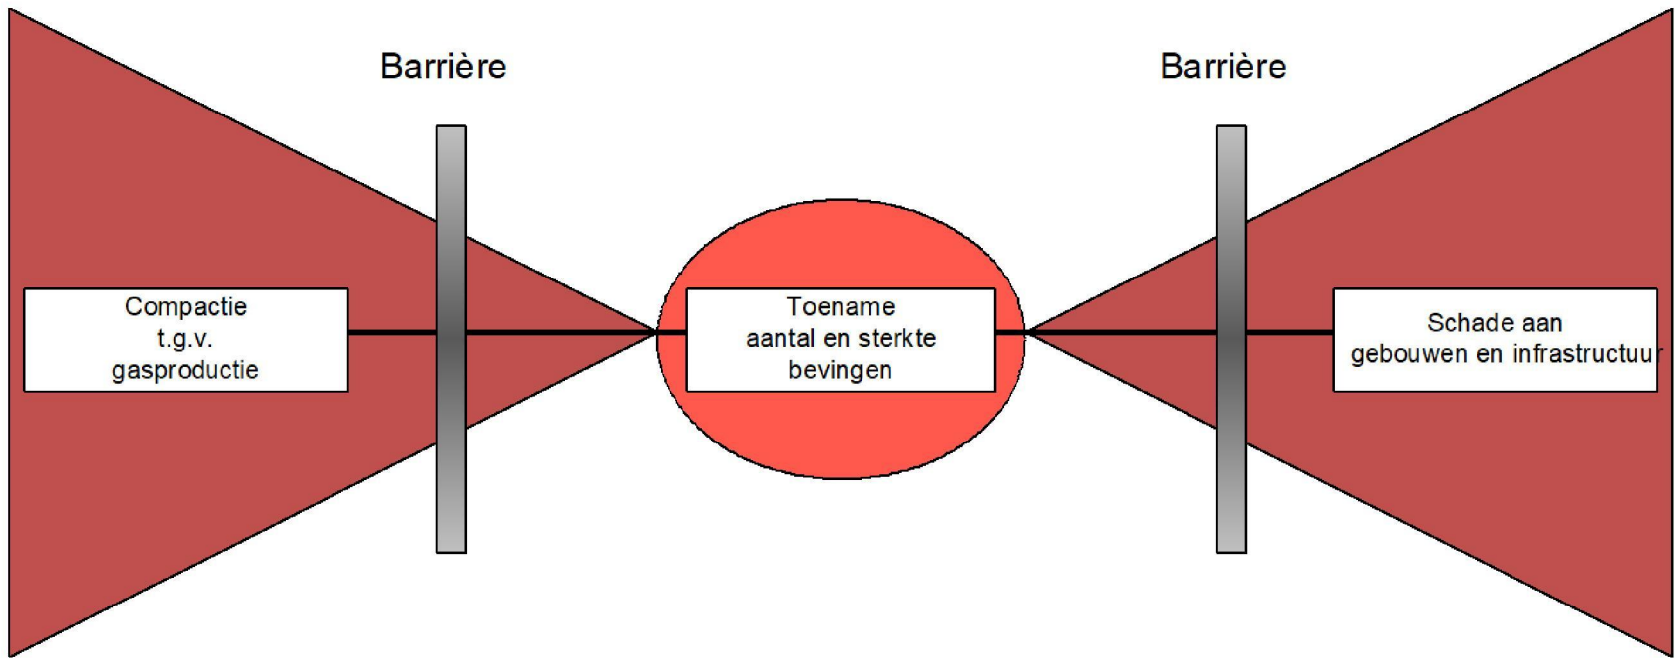 Barrière
Barrière
Compactie
t.g.v.
gasproductie
Toename
aantal en sterkte
bevingen
Schade aan
gebouwen en infrastructuur